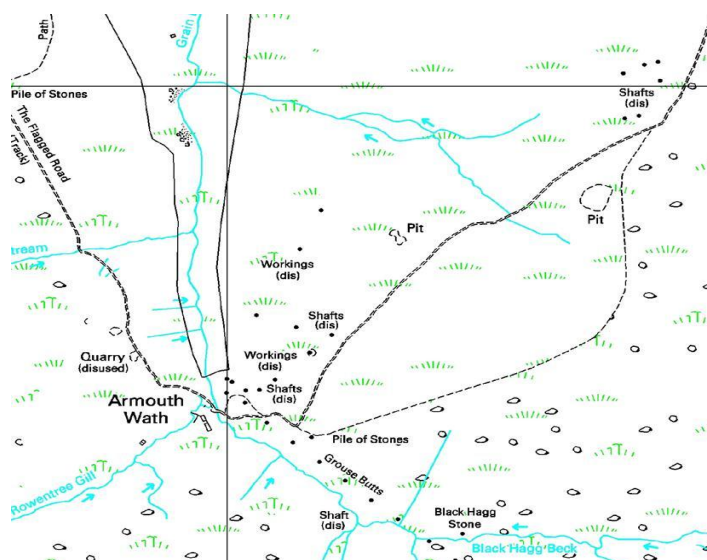 Path
Grain
Pile of Stones
The Flagged Road
(Track)
Shafts
(dis)
Pit
Pit
stream
Workings
(dis)
Shafts
(dis)
Quarry
(disused)
Workings
(dis)
Shafts
(dis)
Armouth
Wath
Pile of Stones
Grouse Butts
Rowentree Gill
Shaft
(dis)
Black Hagg
Stone
Black Hagg Beck